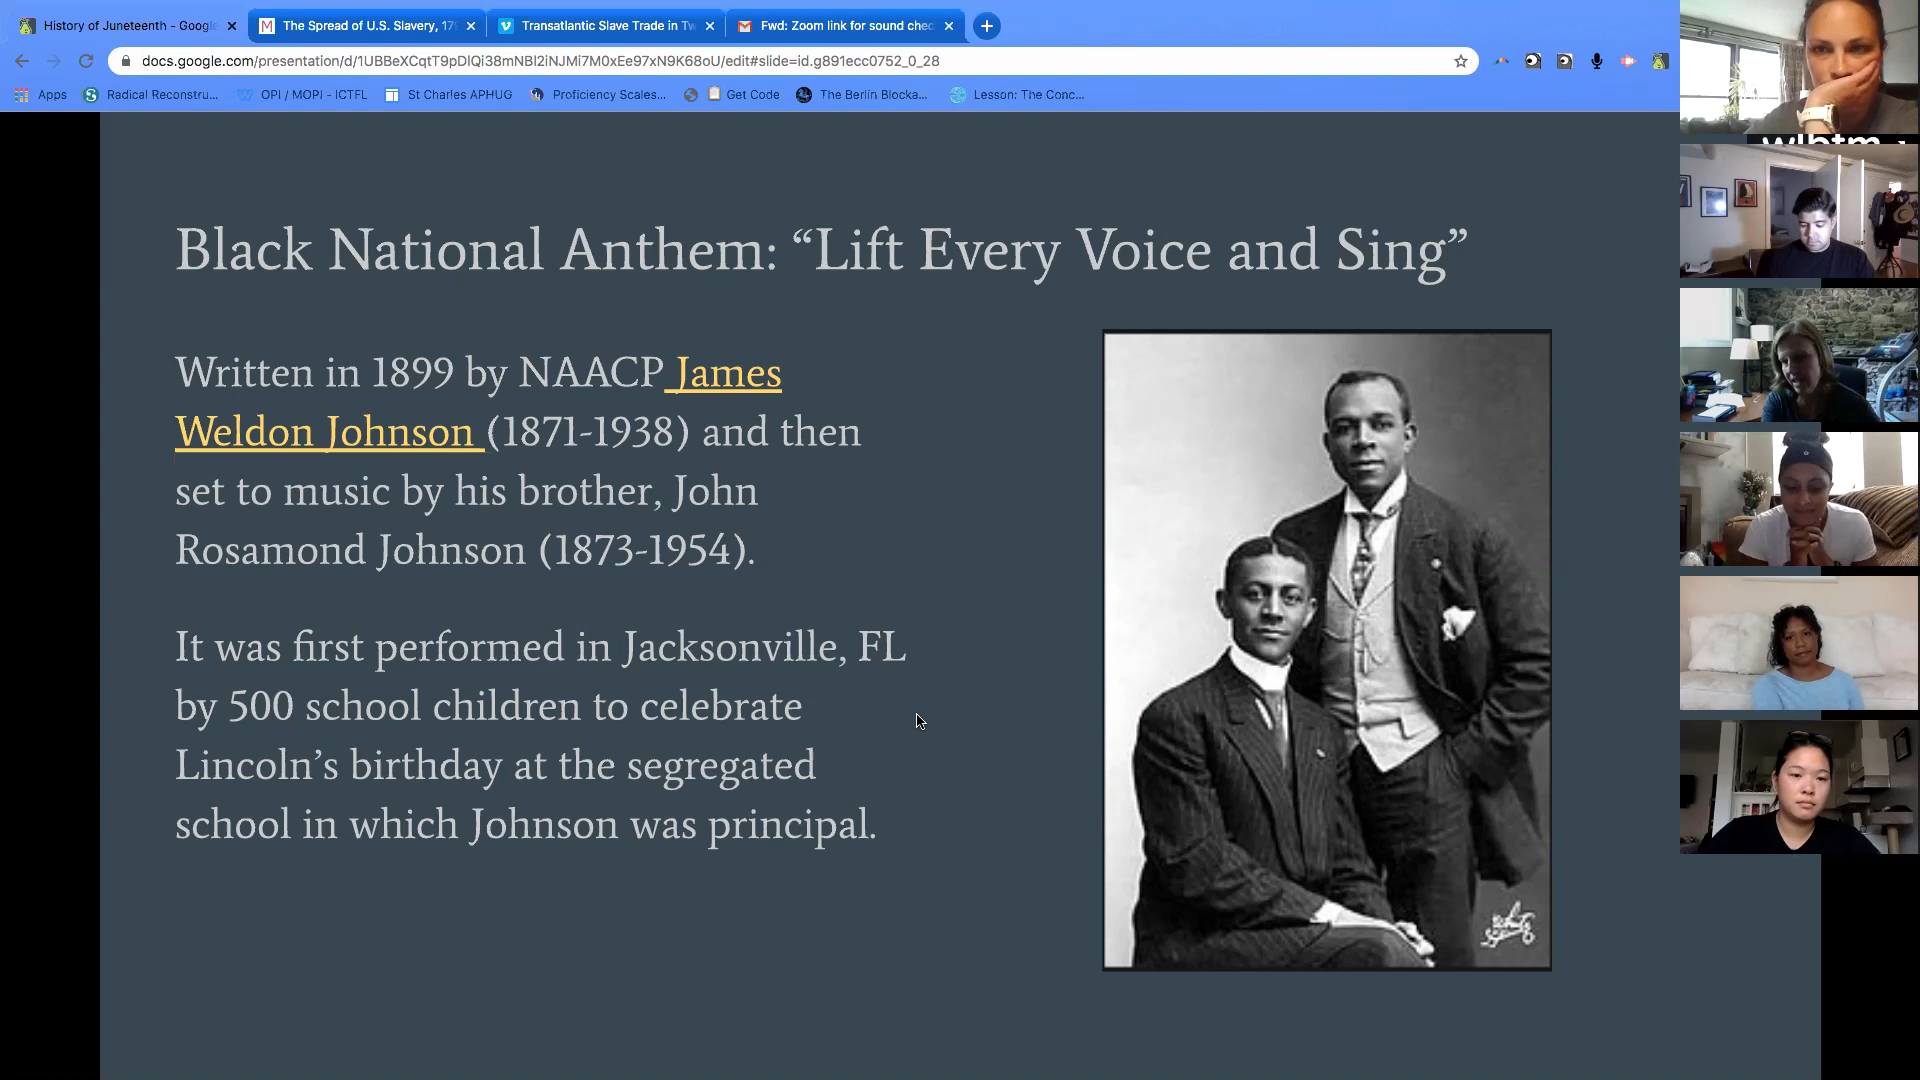 History of Juneteenth - Google
The Spread of U.S. Slavery, 179
Transatlantic Slave Trade in Tw
Fwd: Zoom link for sound chec
docs.google.com/presentation/d/1UBBeXCqtT9pDlQi38mNBl2iNJMi7M0xEe97xN9K68oU/edit#slide=id.g891ecc0752_0_28
Apps
Radical Reconstru...
OPI / MOPI - ICTFL
St Charles APHUG
Proficiency Scales...
Get Code
The Berlin Blocka...
Lesson: The Conc...
Black National Anthem: “Lift Every Voice and Sing”
Written in 1899 by NAACP James
Weldon Johnson (1871-1938) and then
set to music by his brother, John
Rosamond Johnson (1873-1954).
It was first performed in Jacksonville, FL
by 500 school children to celebrate
Lincoln’s birthday at the segregated
school in which Johnson was principal.